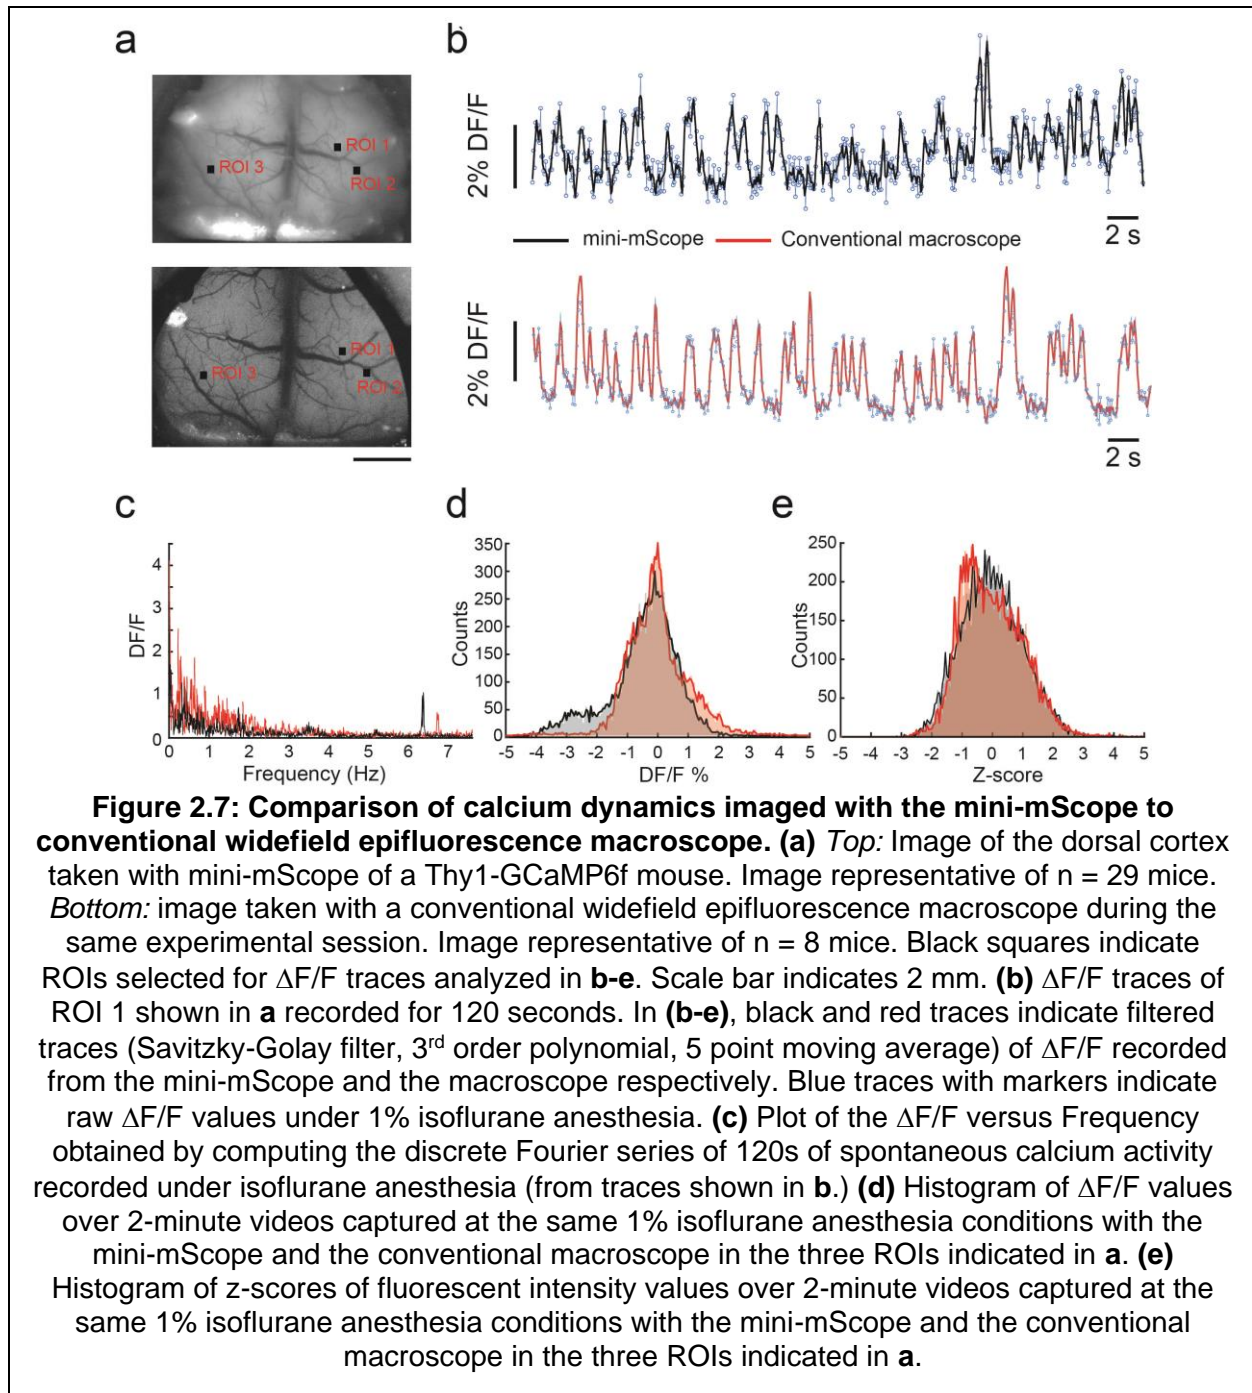 a
ROI 1
ROI 3
ROI 2
ROI 1
ROI 3
ROI 2
b
2% DF/F
2 s
mini-mScope
Conventional macroscope
2% DF/F
2 s
c
DF/F
4
3
2
1
0
0 1 2 3 4 5 6 7
Frequency (Hz)
d
Counts
350
300
250
200
150
100
50
0
-5 -4 -3 -2 -1 0 1 2 3 4 5
DF/F %
e
Counts
250
200
150
100
50
0
-5 -4 -3 -2 -1 0 1 2 3 4 5
Z-score
Figure 2.7: Comparison of calcium dynamics imaged with the mini-mScope to
conventional widefield epifluorescence macroscope. (a) Top: Image of the dorsal cortex
taken with mini-mScope of a Thy1-GCaMP6f mouse. Image representative of n = 29 mice.
Bottom: image taken with a conventional widefield epifluorescence macroscope during the
same experimental session. Image representative of n = 8 mice. Black squares indicate
ROIs selected for ΔF/F traces analyzed in b-e. Scale bar indicates 2 mm. (b) ΔF/F traces of
ROI 1 shown in a recorded for 120 seconds. In (b-e), black and red traces indicate filtered
traces (Savitzky-Golay filter, 3rd order polynomial, 5 point moving average) of ΔF/F recorded
from the mini-mScope and the macroscope respectively. Blue traces with markers indicate
raw ΔF/F values under 1% isoflurane anesthesia. (c) Plot of the ΔF/F versus Frequency
obtained by computing the discrete Fourier series of 120s of spontaneous calcium activity
recorded under isoflurane anesthesia (from traces shown in b.) (d) Histogram of ΔF/F values
over 2-minute videos captured at the same 1% isoflurane anesthesia conditions with the
mini-mScope and the conventional macroscope in the three ROIs indicated in a. (e)
Histogram of z-scores of fluorescent intensity values over 2-minute videos captured at the
same 1% isoflurane anesthesia conditions with the mini-mScope and the conventional
macroscope in the three ROIs indicated in a.